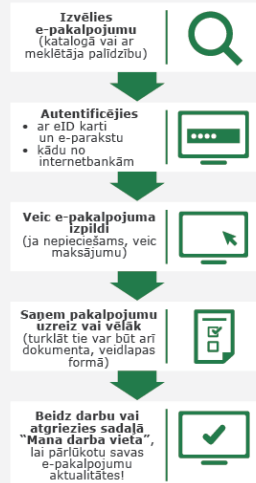 Izvēlies
e-pakalpojumu
(katalogā vai ar
meklētāja palīdzību)
Autentificējies
• ar eID karti
un e-parakstu
• kādu no
internetbankām
Veic e-pakalpojuma
izpildi
(ja nepieciešams, veic
maksājumu)
Saņem pakalpojumu
uzreiz vai vēlāk
(turklāt tie var būt arī
dokumenta, veidlapas
formā)
Beidz darbu vai
atgriezies sadaļā
“Mana darba vieta”,
lai pārlūkotu savas
e-pakalpojumu
aktualitātes!